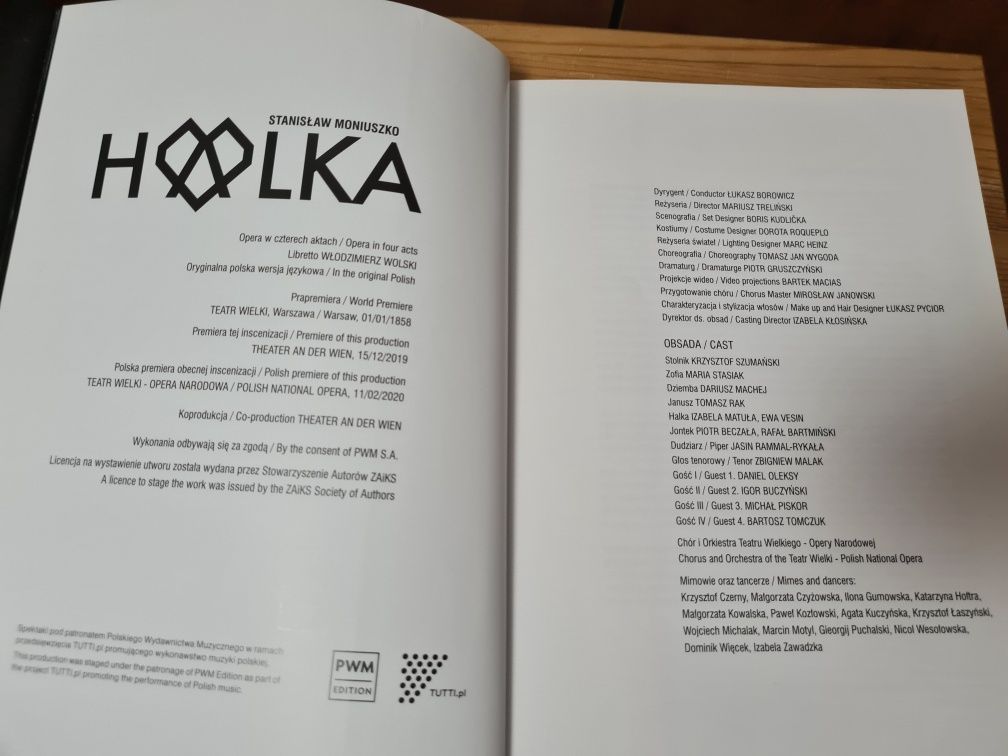 STANISŁAW MONIUSZKO
HALKA
Opera w czterech aktach / Opera in four acts
Libretto WŁODZIMIERZ WOLSKI
Oryginalna polska wersja językowa / In the original Polish
Prapremiera / World Premiere
TEATR WIELKI, Warszawa / Warsaw, 01/01/1858
Premiera tej inscenizacji / Premiere of this production
THEATER AN DER WIEN, 15/12/2019
Polska premiera obecnej inscenizacji / Polish premiere of this production
TEATR WIELKI - OPERA NARODOWA / POLISH NATIONAL OPERA, 11/02/2020
Koprodukcja / Co-production THEATER AN DER WIEN
Wykonania odbywają się za zgodą / By the consent of PWM S.A.
Licencja na wystawienie utworu została wydana przez Stowarzyszenie Autorów ZAiKS
A licence to stage the work was issued by the ZAiKS Society of Authors
Spektakl pod patronatem Polskiego Wydawnictwa Muzycznego w ramach
przedsięwzięcia TUTTI.pl promującego wykonawstwo muzyki polskiej.
This production was staged under the patronage of PWM Edition as part of
the project TUTTI.pl promoting the performance of Polish music.
PWM
EDITION
TUTTI.pl
Dyrygent / Conductor ŁUKASZ BOROWICZ
Reżyseria / Director MARIUSZ TRELIŃSKI
Scenografia / Set Designer BORIS KUDLIČKA
Kostiumy / Costume Designer DOROTA ROQUEPLO
Reżyseria świateł / Lighting Designer MARC HEINZ
Choreografia / Choreography TOMASZ JAN WYGODA
Dramaturg / Dramaturge PIOTR GRUSZCZYŃSKI
Projekcje wideo / Video projections BARTEK MACIAS
Przygotowanie chóru / Chorus Master MIROSŁAW JANOWSKI
Charakteryzacja i stylizacja włosów / Make up and Hair Designer ŁUKASZ PYCIOR
Dyrektor ds. obsad / Casting Director IZABELA KŁOSIŃSKA
OBSADA / CAST
Stolnik KRZYSZTOF SZUMAŃSKI
Zofia MARIA STASIAK
Dziemba DARIUSZ MACHEJ
Janusz TOMASZ RAK
Halka IZABELA MATUŁA, EWA VESIN
Jontek PIOTR BECZAŁA, RAFAŁ BARTMIŃSKI
Dudziarz / Piper JASIN RAMMAL-RYKAŁA
Głos tenorowy / Tenor ZBIGNIEW MALAK
Gość I / Guest 1. DANIEL OLEKSY
Gość II / Guest 2. IGOR BUCZYŃSKI
Gość III / Guest 3. MICHAŁ PISKOR
Gość IV / Guest 4. BARTOSZ TOMCZUK
Chór i Orkiestra Teatru Wielkiego - Opery Narodowej
Chorus and Orchestra of the Teatr Wielki - Polish National Opera
Mimowie oraz tancerze / Mimes and dancers:
Krzysztof Czerny, Małgorzata Czyżowska, Ilona Gumowska, Katarzyna Hołtra,
Małgorzata Kowalska, Paweł Kozłowski, Agata Kuczyńska, Krzysztof Łaszyński,
Wojciech Michalak, Marcin Motyl, Gieorgij Puchalski, Nicol Wesołowska,
Dominik Więcek, Izabela Zawadzka